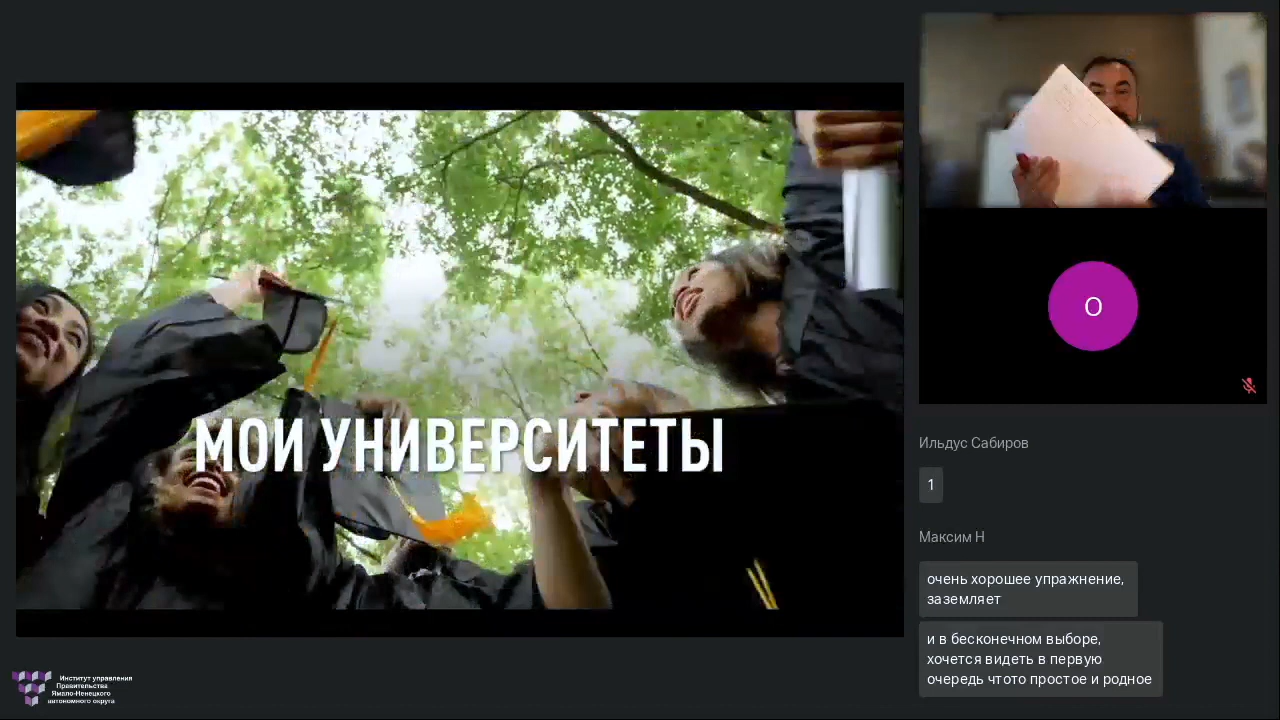 МОИ УНИВЕРСИТЕТЫ
О
Ильдус Сабиров
1
Максим Н
очень хорошее упражнение,
заземляет
и в бесконечном выборе,
хочется видеть в первую
очередь чтото простое и родное
Институт управления
Правительства
Ямало-Ненецкого
автономного округа